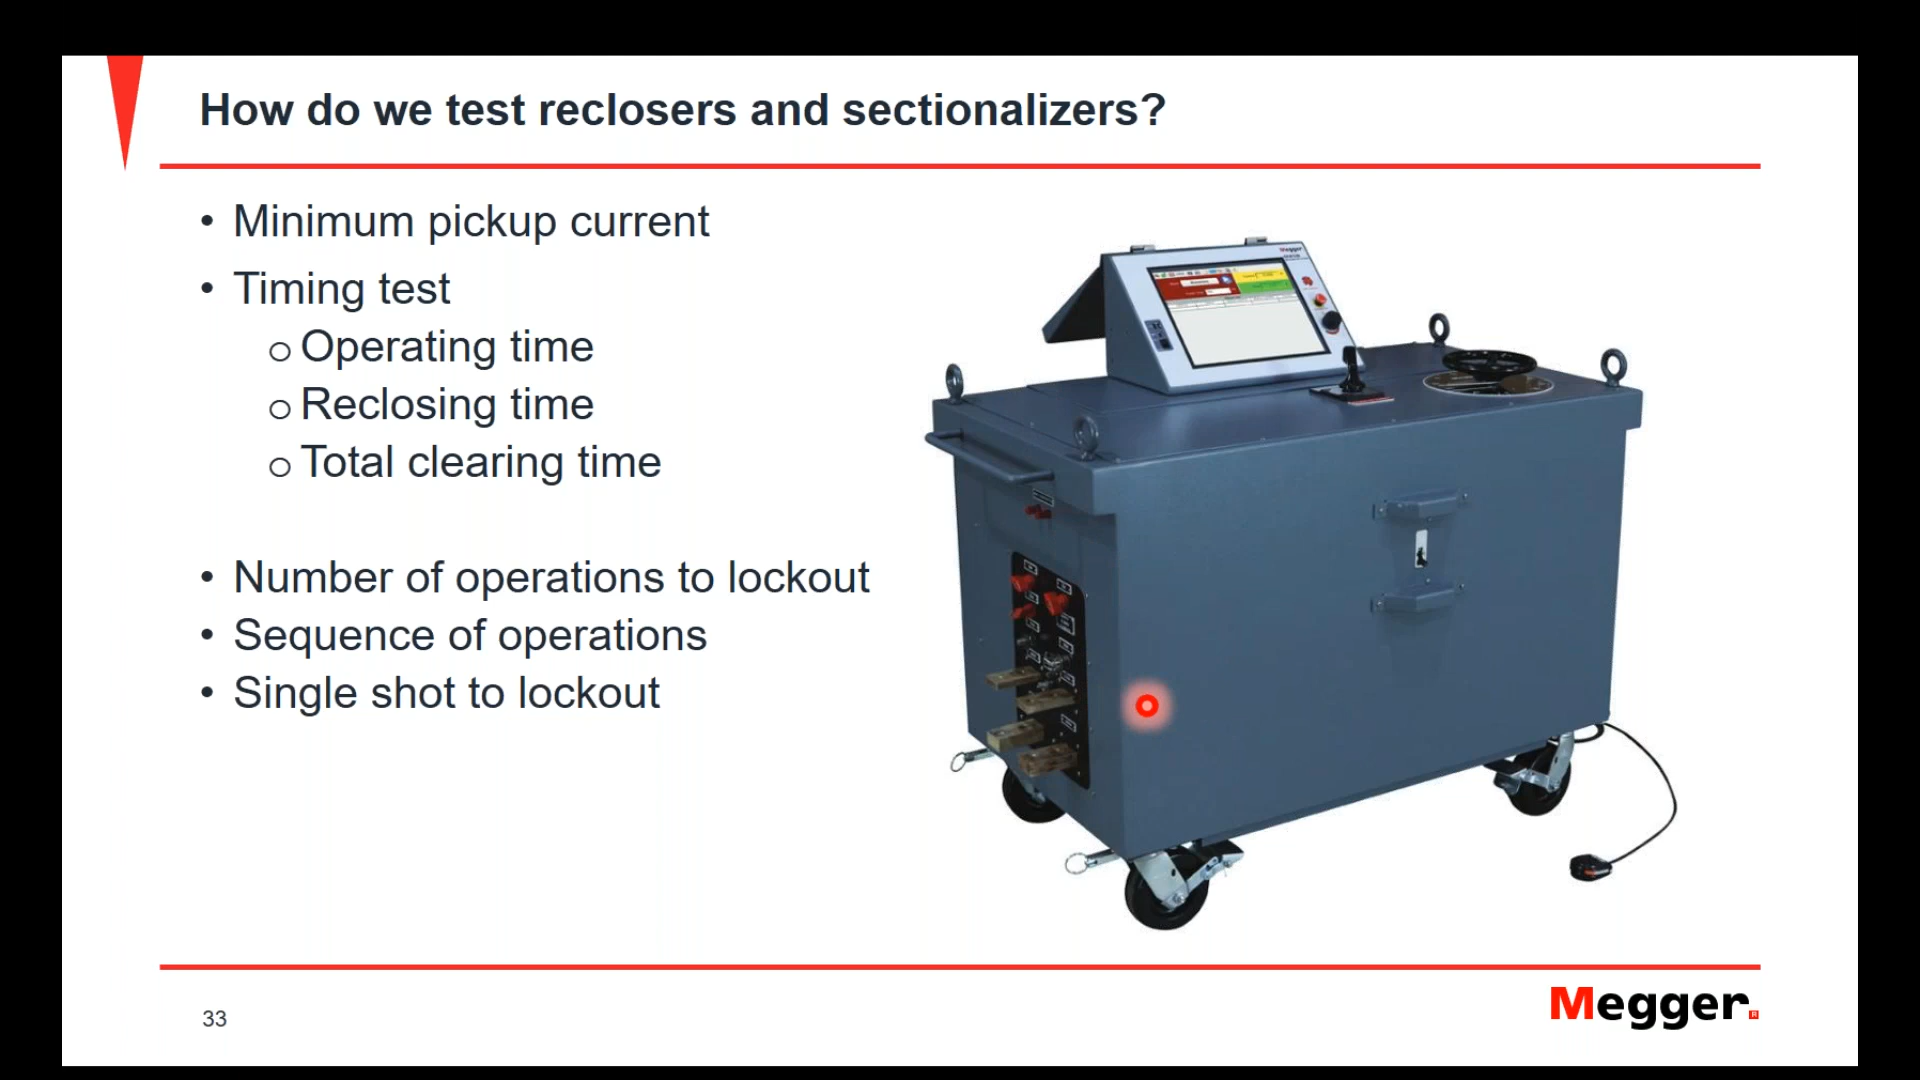 How do we test reclosers and sectionalizers?
• Minimum pickup current
• Timing test
o Operating time
o Reclosing time
o Total clearing time
• Number of operations to lockout
• Sequence of operations
• Single shot to lockout
Megger
33
Megger.